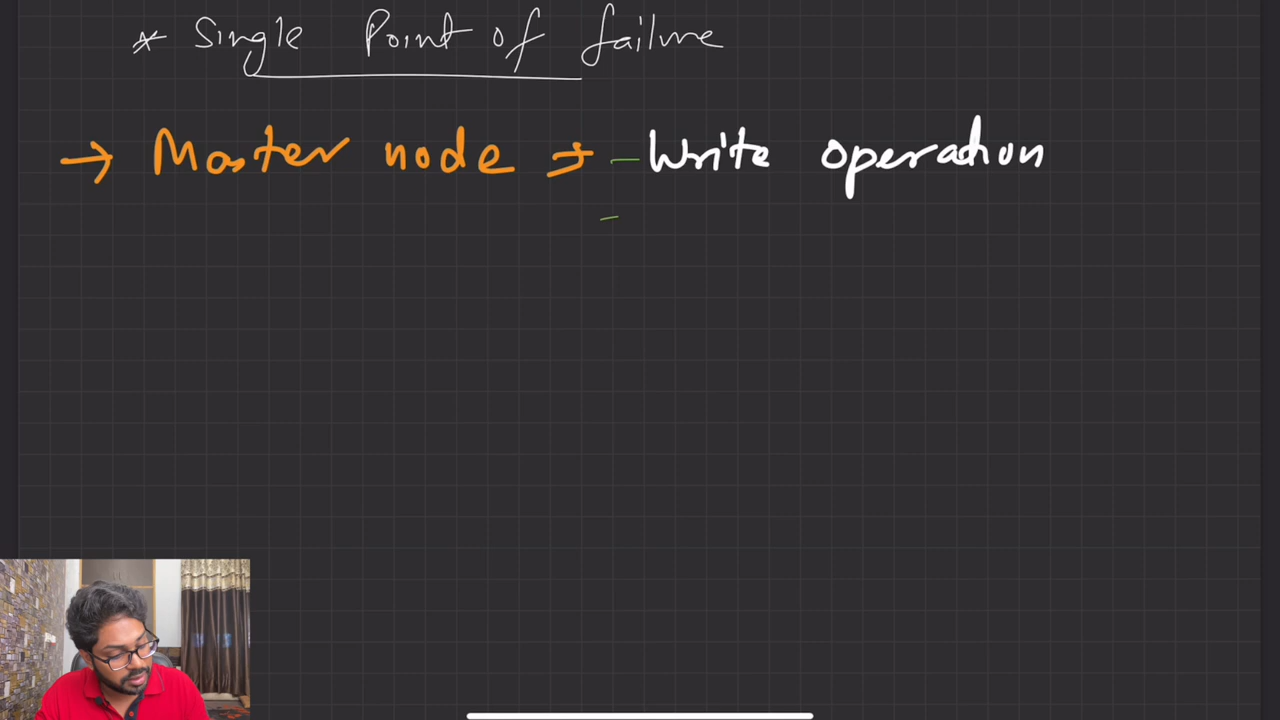 * Single Point of failure
→ Master node ⇒ - Write operation
-